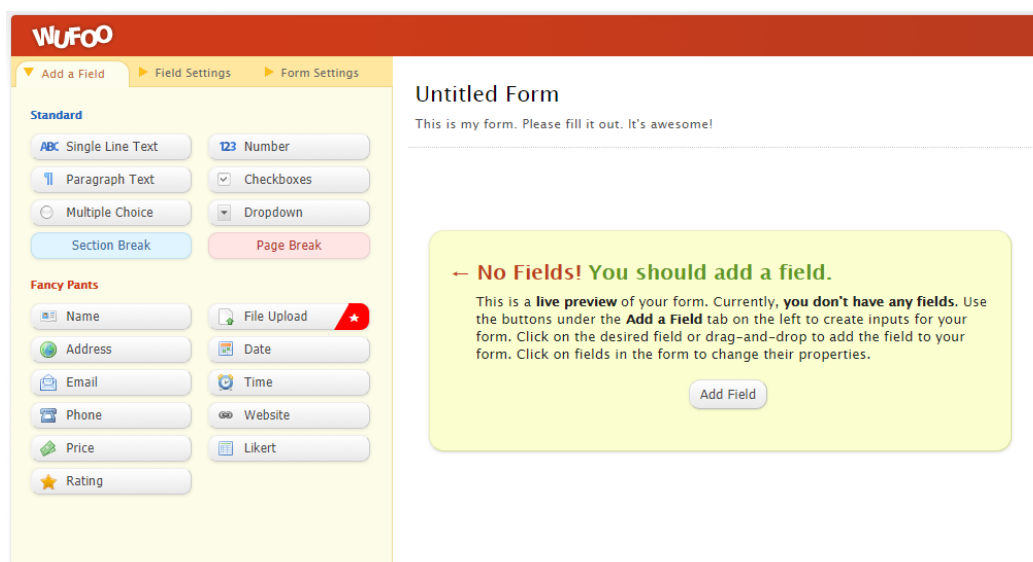 WUFOO
Add a Field
Field Settings
Form Settings
Standard
ABC Single Line Text
123 Number
¶ Paragraph Text
Checkboxes
Multiple Choice
Dropdown
Section Break
Page Break
Fancy Pants
Name
File Upload
Address
Date
Email
Time
Phone
Website
Price
Likert
Rating
Untitled Form
This is my form. Please fill it out. It's awesome!
← No Fields! You should add a field.
This is a live preview of your form. Currently, you don't have any fields. Use
the buttons under the Add a Field tab on the left to create inputs for your
form. Click on the desired field or drag-and-drop to add the field to your
form. Click on fields in the form to change their properties.
Add Field